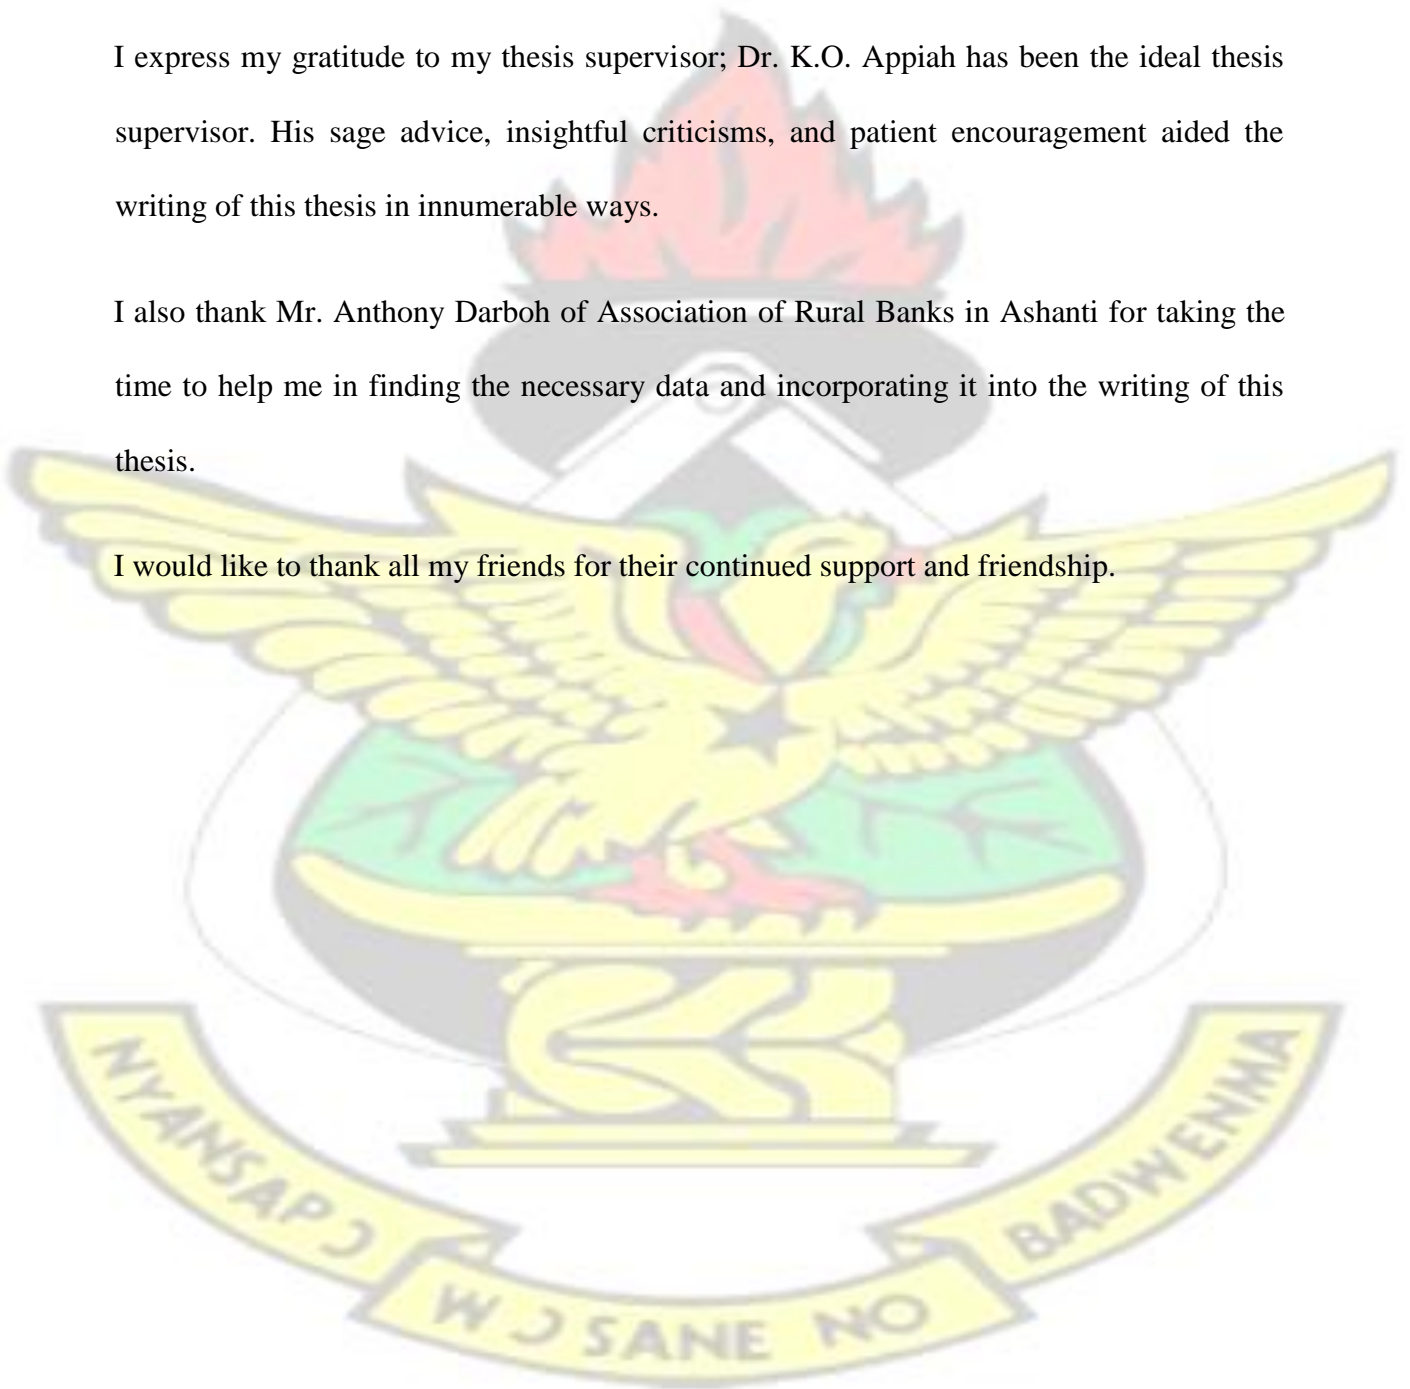 I express my gratitude to my thesis supervisor; Dr. K.O. Appiah has been the ideal thesis
supervisor. His sage advice, insightful criticisms, and patient encouragement aided the
writing of this thesis in innumerable ways.
I also thank Mr. Anthony Darboh of Association of Rural Banks in Ashanti for taking the
time to help me in finding the necessary data and incorporating it into the writing of this
thesis.
I would like to thank all my friends for their continued support and friendship.
NYANSAPƆ WƆSANE NO BADWENMA